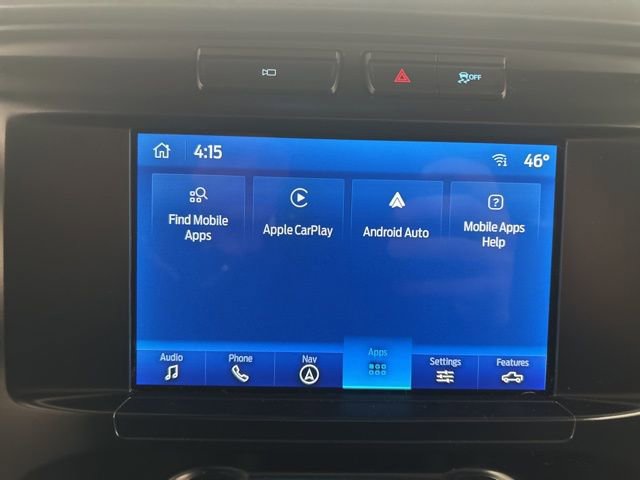 OFF
4:15
46°
Find Mobile
Apps
Apple CarPlay
Android Auto
Mobile Apps
Help
Audio
Phone
Nav
Apps
Settings
Features